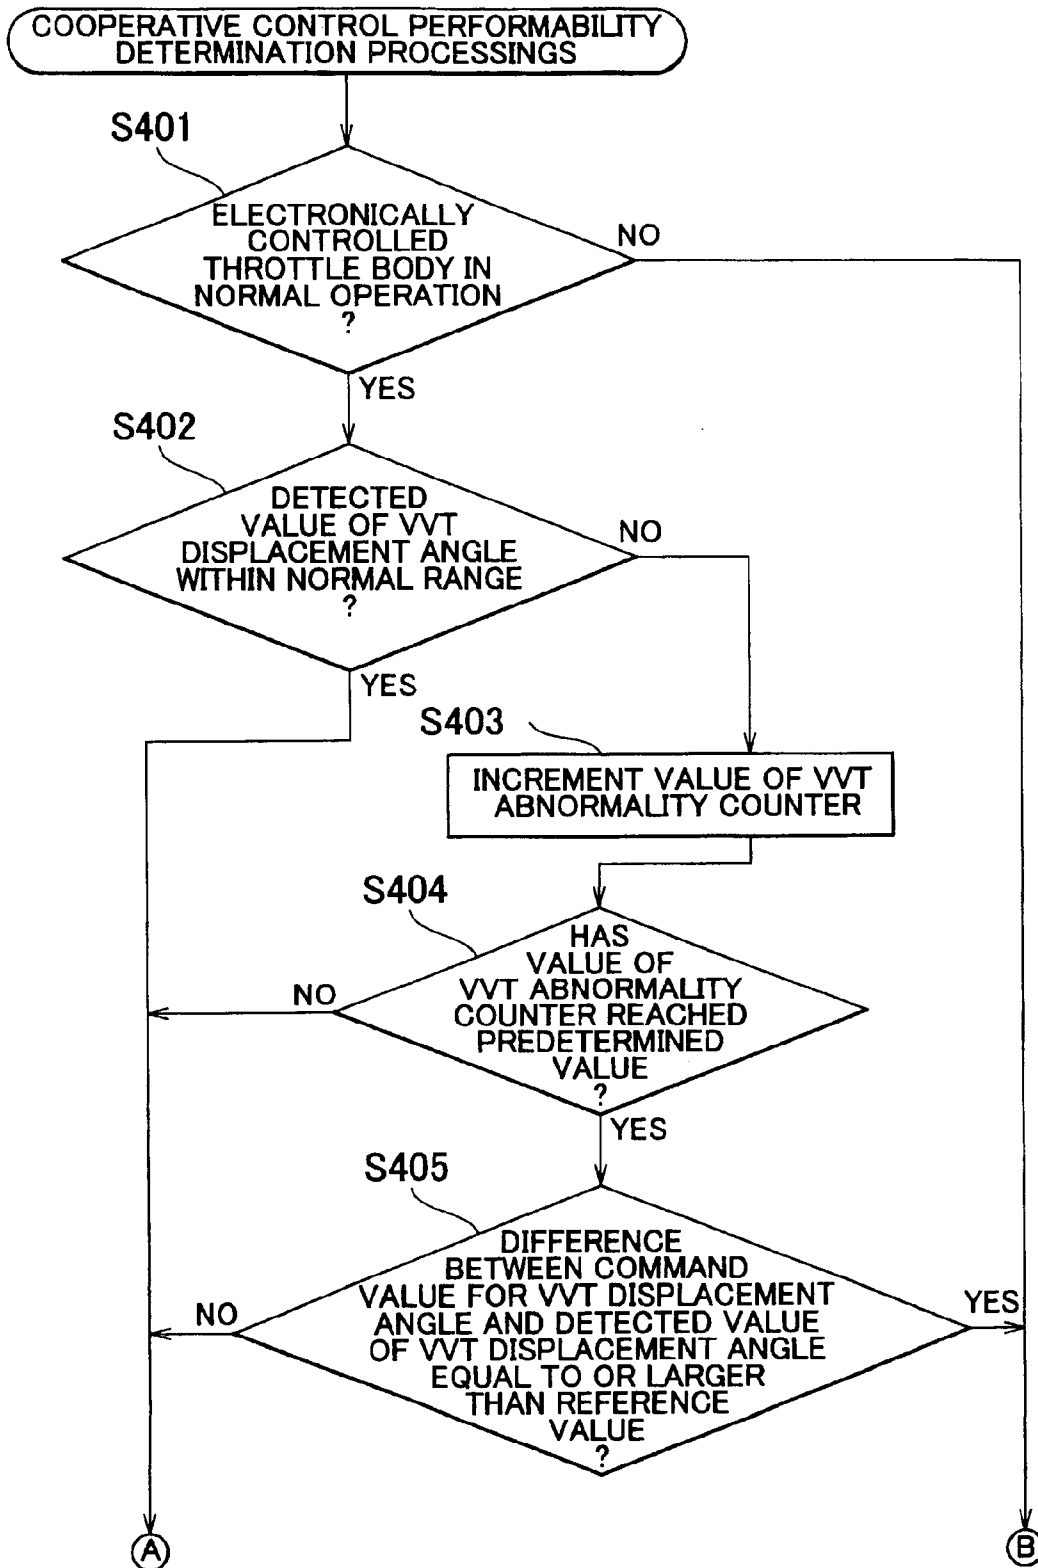 COOPERATIVE CONTROL PERFORMABILITY
DETERMINATION PROCESSINGS
S401
ELECTRONICALLY
CONTROLLED
THROTTLE BODY IN
NORMAL OPERATION
?
NO
YES
S402
DETECTED
VALUE OF VVT
DISPLACEMENT ANGLE
WITHIN NORMAL RANGE
?
NO
YES
S403
INCREMENT VALUE OF VVT
ABNORMALITY COUNTER
S404
HAS
VALUE OF
VVT ABNORMALITY
COUNTER REACHED
PREDETERMINED
VALUE
?
NO
YES
S405
DIFFERENCE
BETWEEN COMMAND
VALUE FOR VVT DISPLACEMENT
ANGLE AND DETECTED VALUE
OF VVT DISPLACEMENT ANGLE
EQUAL TO OR LARGER
THAN REFERENCE
VALUE
?
NO
YES
A
B